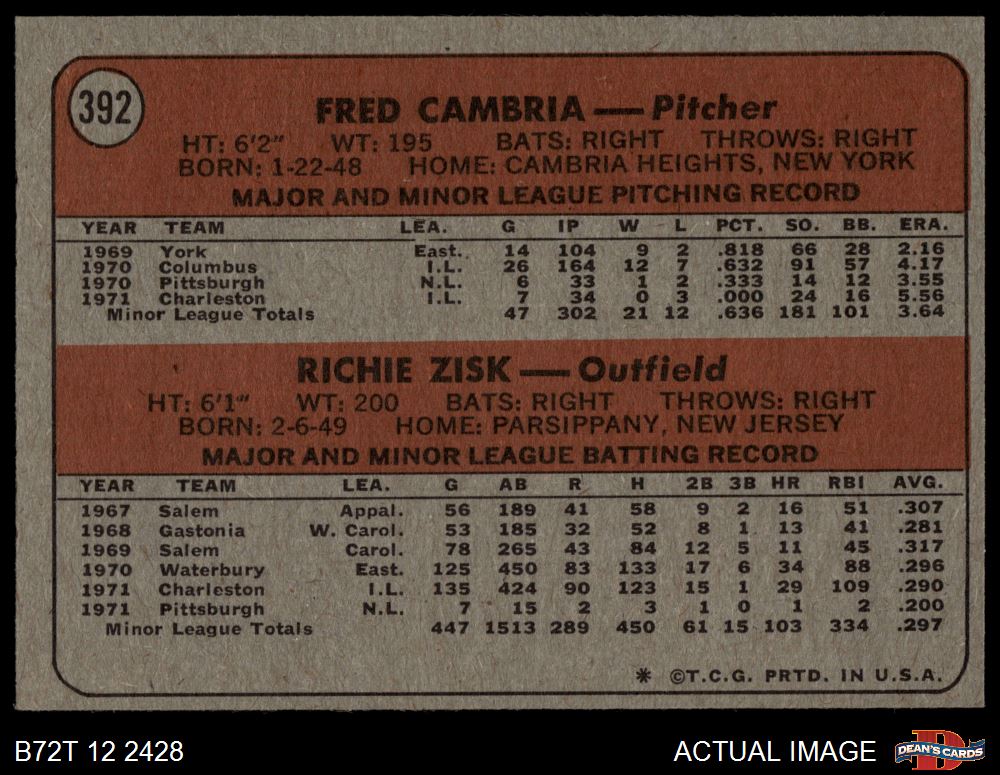 392
FRED CAMBRIA — Pitcher
HT: 6'2" WT: 195 BATS: RIGHT THROWS: RIGHT
BORN: 1-22-48 HOME: CAMBRIA HEIGHTS, NEW YORK
MAJOR AND MINOR LEAGUE PITCHING RECORD
YEAR TEAM LEA. G IP W L PCT. SO. BB. ERA.
1969 York East. 14 104 9 2 .818 66 28 2.16
1970 Columbus I.L. 26 164 12 7 .632 91 57 4.17
1970 Pittsburgh N.L. 6 33 1 2 .333 14 12 3.55
1971 Charleston I.L. 7 34 0 3 .000 24 16 5.56
Minor League Totals 47 302 21 12 .636 181 101 3.64
RICHIE ZISK — Outfield
HT: 6'1" WT: 200 BATS: RIGHT THROWS: RIGHT
BORN: 2-6-49 HOME: PARSIPPANY, NEW JERSEY
MAJOR AND MINOR LEAGUE BATTING RECORD
YEAR TEAM LEA. G AB R H 2B 3B HR RBI AVG.
1967 Salem Appal. 56 189 41 58 9 2 16 51 .307
1968 Gastonia W. Carol. 53 185 32 52 8 1 13 41 .281
1969 Salem Carol. 78 265 43 84 12 5 11 45 .317
1970 Waterbury East. 125 450 83 133 17 6 34 88 .296
1971 Charleston I.L. 135 424 90 123 15 1 29 109 .290
1971 Pittsburgh N.L. 7 15 2 3 1 0 1 2 .200
Minor League Totals 447 1513 289 450 61 15 103 334 .297
* ©T.C.G. PRTD. IN U.S.A.
B72T 12 2428 ACTUAL IMAGE DEAN'S CARDS